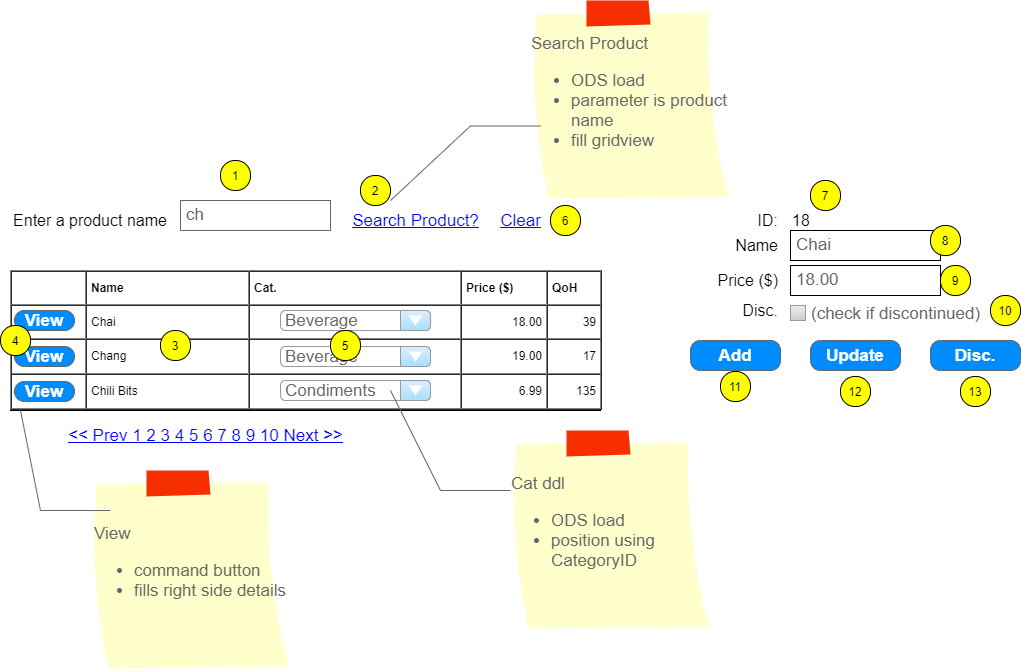 Search Product
• ODS load
• parameter is product
name
• fill gridview
1
2
Enter a product name ch Search Product? Clear 6
7
ID: 18
Name Chai 8
Price ($) 18.00 9
Disc. (check if discontinued) 10
Add Update Disc.
11 12 13
Name Cat. Price ($) QoH
View Chai Beverage 18.00 39
4 View Chang 3 Beverage 5 19.00 17
View Chili Bits Condiments 6.99 135
<< Prev 1 2 3 4 5 6 7 8 9 10 Next >>
Cat ddl
• ODS load
• position using
CategoryID
View
• command button
• fills right side details